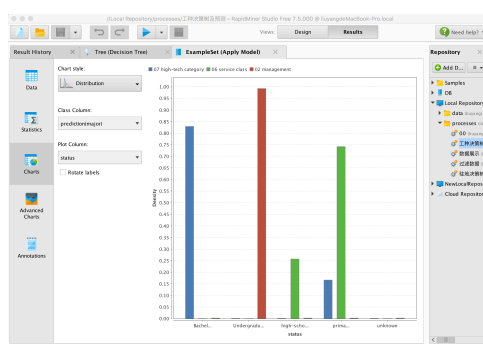 //Local Repository/processes/工种决策树及预测 – RapidMiner Studio Free 7.5.000 @ liuyangdeMacBook-Pro.local
Views:
Design
Results
Need help?
Result History
Tree (Decision Tree)
ExampleSet (Apply Model)
Repository
Data
Statistics
Charts
Advanced
Charts
Annotations
Chart style:
Distribution
Class Column:
prediction(major)
Plot Column:
status
Rotate labels
07 high-tech category
06 service class
02 management
1.00
0.95
0.90
0.85
0.80
0.75
0.70
0.65
0.60
0.55
0.50
0.45
0.40
0.35
0.30
0.25
0.20
0.15
0.10
0.05
0.00
Density
Bachel...
Undergradua...
high-scho...
prima...
unknown
status
Add D...
Samples
DB
Local Repository
data
processes
数据展示
过滤数据
NewLocalRepos
Cloud Repositor